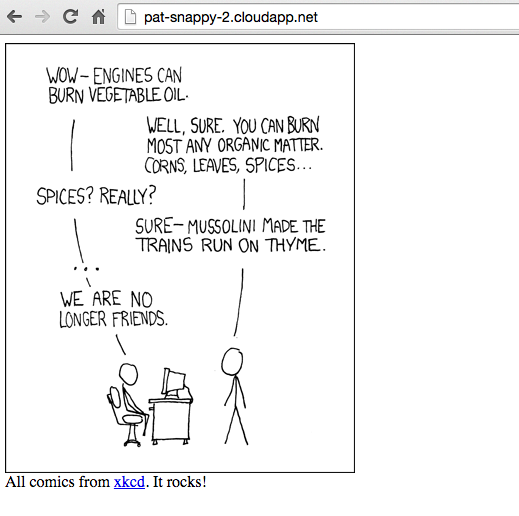 pat-snappy-2.cloudapp.net
WOW- ENGINES CAN
BURN VEGETABLE OIL.
WELL, SURE. YOU CAN BURN
MOST ANY ORGANIC MATTER.
CORNS, LEAVES, SPICES...
SPICES? REALLY?
SURE- MUSSOLINI MADE THE
TRAINS RUN ON THYME.
...
WE ARE NO
LONGER FRIENDS.
All comics from xkcd. It rocks!